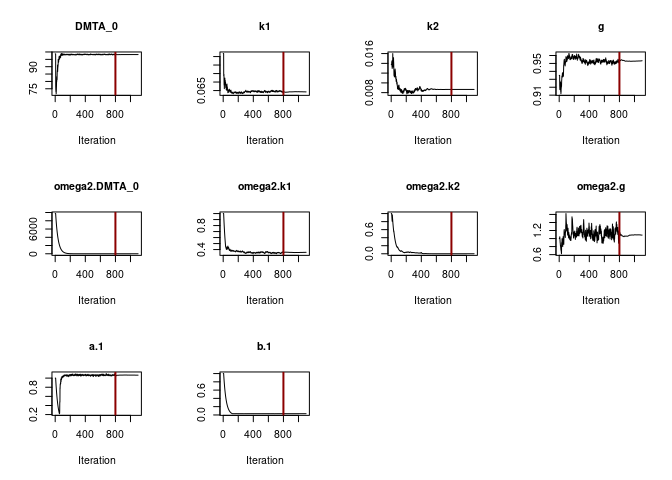 DMTA_0 k1 k2 g
75 90
0.065
0.008 0.016
0.91 0.95
0 400 800 0 400 800 0 400 800 0 400 800
Iteration Iteration Iteration Iteration
omega2.DMTA_0 omega2.k1 omega2.k2 omega2.g
0 6000
0.4 0.8
0.0 0.6
0.6 1.2
0 400 800 0 400 800 0 400 800 0 400 800
Iteration Iteration Iteration Iteration
a.1 b.1
0.2 0.8
0.0 0.6
0 400 800 0 400 800
Iteration Iteration